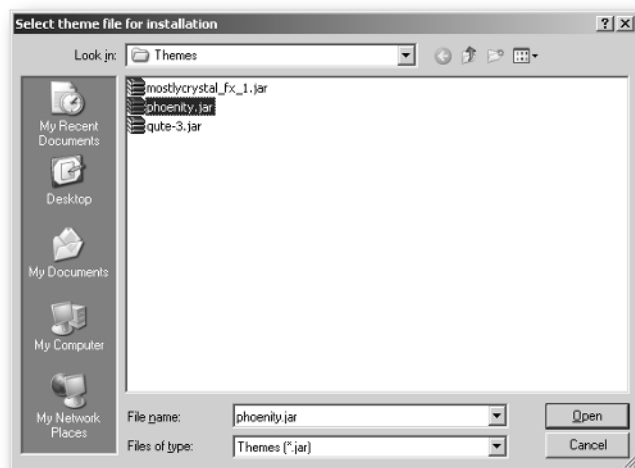 Select theme file for installation
Look in:
Themes
mostlycrystal_fx_1.jar
phoenity.jar
qute-3.jar
My Recent
Documents
Desktop
My Documents
My Computer
My Network
Places
File name:
phoenity.jar
Open
Files of type:
Themes (*.jar)
Cancel